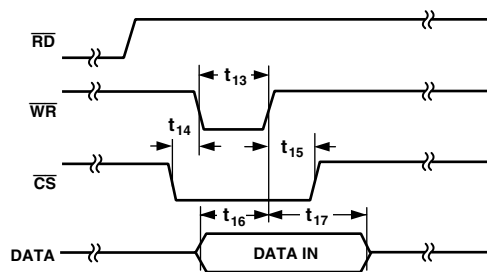 RD
t13
WR
t14
t15
CS
t16
t17
DATA
DATA IN